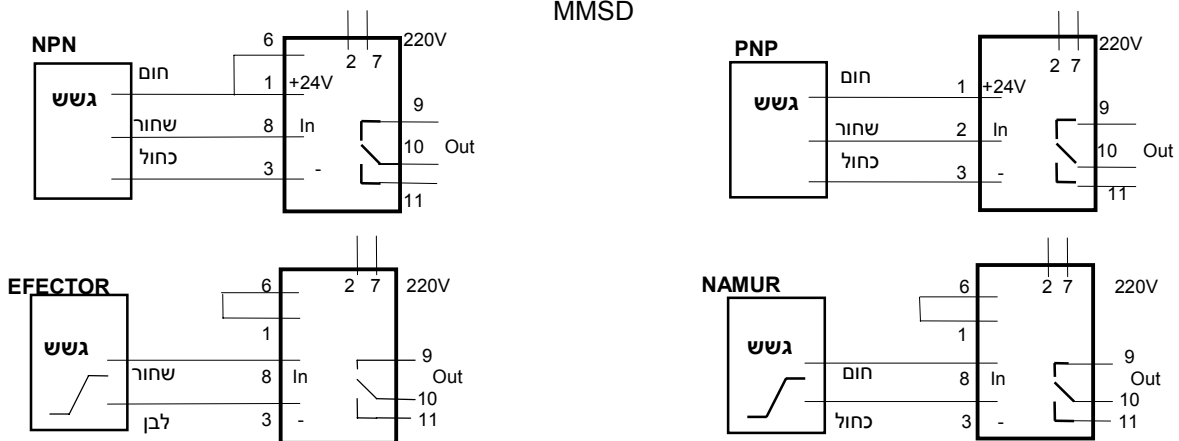 MMSD
NPN
6
220V
2 7
חום
1 +24V
גשש
9
שחור
8 In
10 Out
כחול
3 -
11
PNP
220V
2 7
חום
1 +24V
גשש
9
שחור
2 In
10 Out
כחול
3 -
11
EFECTOR
6
2 7 220V
1
גשש
9
שחור
8 In
Out
10
לבן
3 -
11
NAMUR
6
2 7 220V
1
גשש
9
חום
8 In
Out
10
כחול
3 -
11